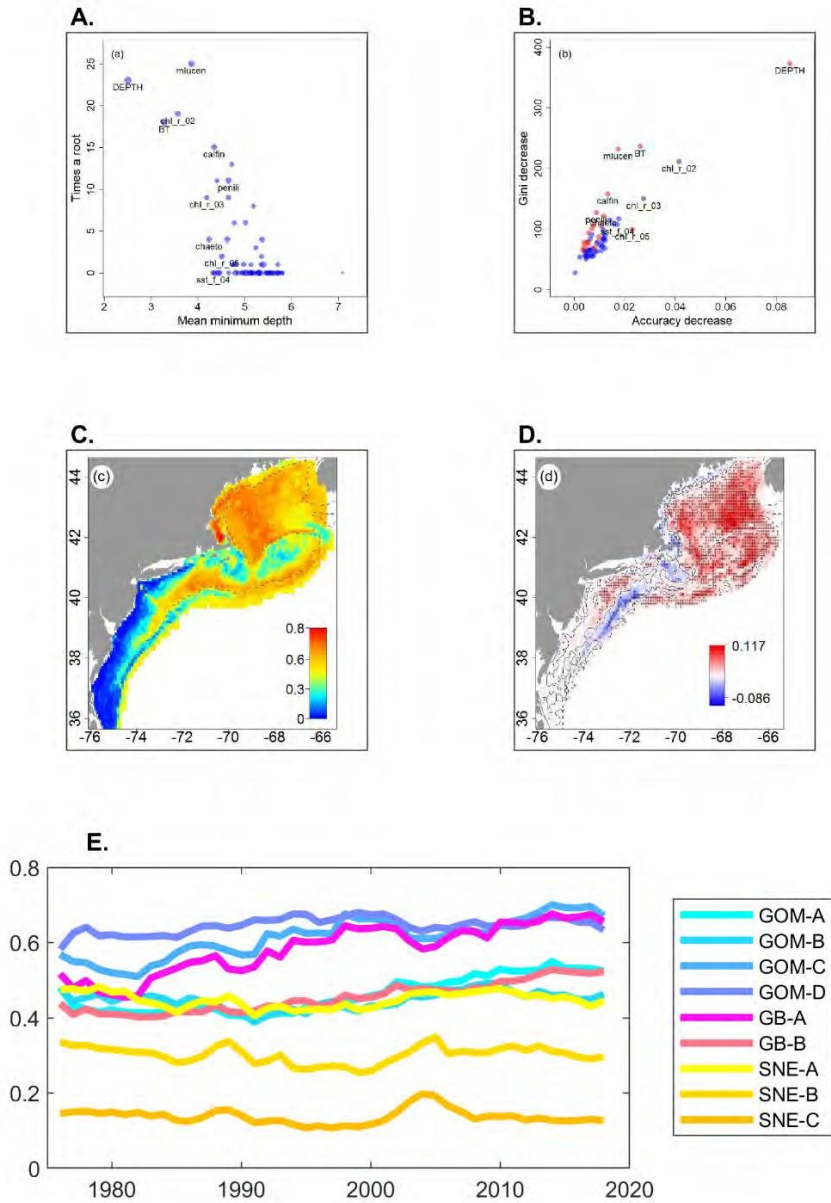 A.
(a)
Times a root
25
20
15
10
5
0
mlucen
DEPTH
chl_r_02
BT
calfin
penili
chl_r_03
chaeto
chl_r_05
sst_f_04
2 3 4 5 6 7
Mean minimum depth
B.
(b)
Gini decrease
400
300
200
100
0
DEPTH
mlucen
BT
chl_r_02
calfin
chl_r_03
penilia
chaeto
sst_f_04
chl_r_05
0.00 0.02 0.04 0.06 0.08
Accuracy decrease
C.
(c)
44
42
40
38
36
0.8
0.6
0.3
0
-76 -74 -72 -70 -68 -66
D.
(d)
44
42
40
38
36
0.117
-0.086
-76 -74 -72 -70 -68 -66
E.
0.8
0.6
0.4
0.2
0
1980 1990 2000 2010 2020
GOM-A
GOM-B
GOM-C
GOM-D
GB-A
GB-B
SNE-A
SNE-B
SNE-C